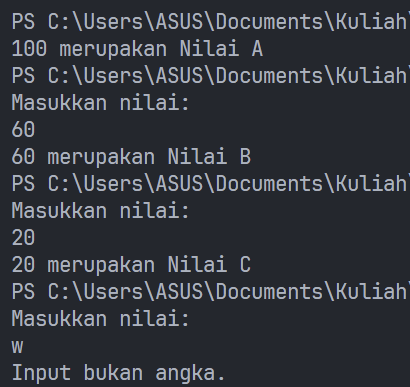 PS C:\Users\ASUS\Documents\Kuliah\
100 merupakan Nilai A
PS C:\Users\ASUS\Documents\Kuliah\
Masukkan nilai:
60
60 merupakan Nilai B
PS C:\Users\ASUS\Documents\Kuliah\
Masukkan nilai:
20
20 merupakan Nilai C
PS C:\Users\ASUS\Documents\Kuliah\
Masukkan nilai:
w
Input bukan angka.